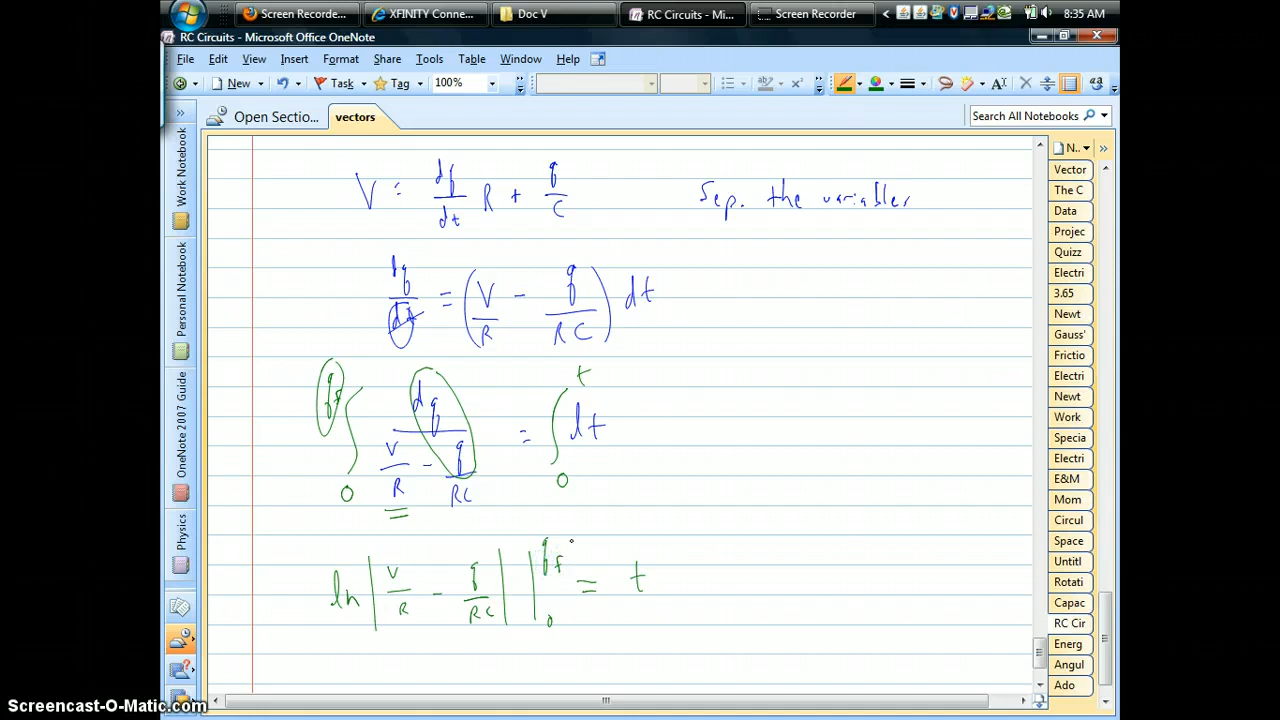 Screen Recorde... XFINITY Conne... Doc V RC Circuits - Mi... Screen Recorder 8:35 AM
RC Circuits - Microsoft Office OneNote
File Edit View Insert Format Share Tools Table Window Help
New Task Tag 100%
Open Sectio... vectors Search All Notebooks
Work Notebook
Personal Notebook
OneNote 2007 Guide
Physics
V = dq/dt R + q/C Sep. the variables
dq/dt = (V/R - q/RC) dt
∫ 0 qf dq / (V/R - q/RC) = ∫ 0 t dt
ln |V/R - q/RC| | 0 qf = t
N..
Vector
The C
Data
Projec
Quizz
Electri
3.65
Newt
Gauss'
Frictio
Electri
Newt
Work
Specia
Electri
E&M
Mom
Circul
Space
Untitl
Rotati
Capac
RC Cir
Energ
Angul
Ado
Screencast-O-Matic.com